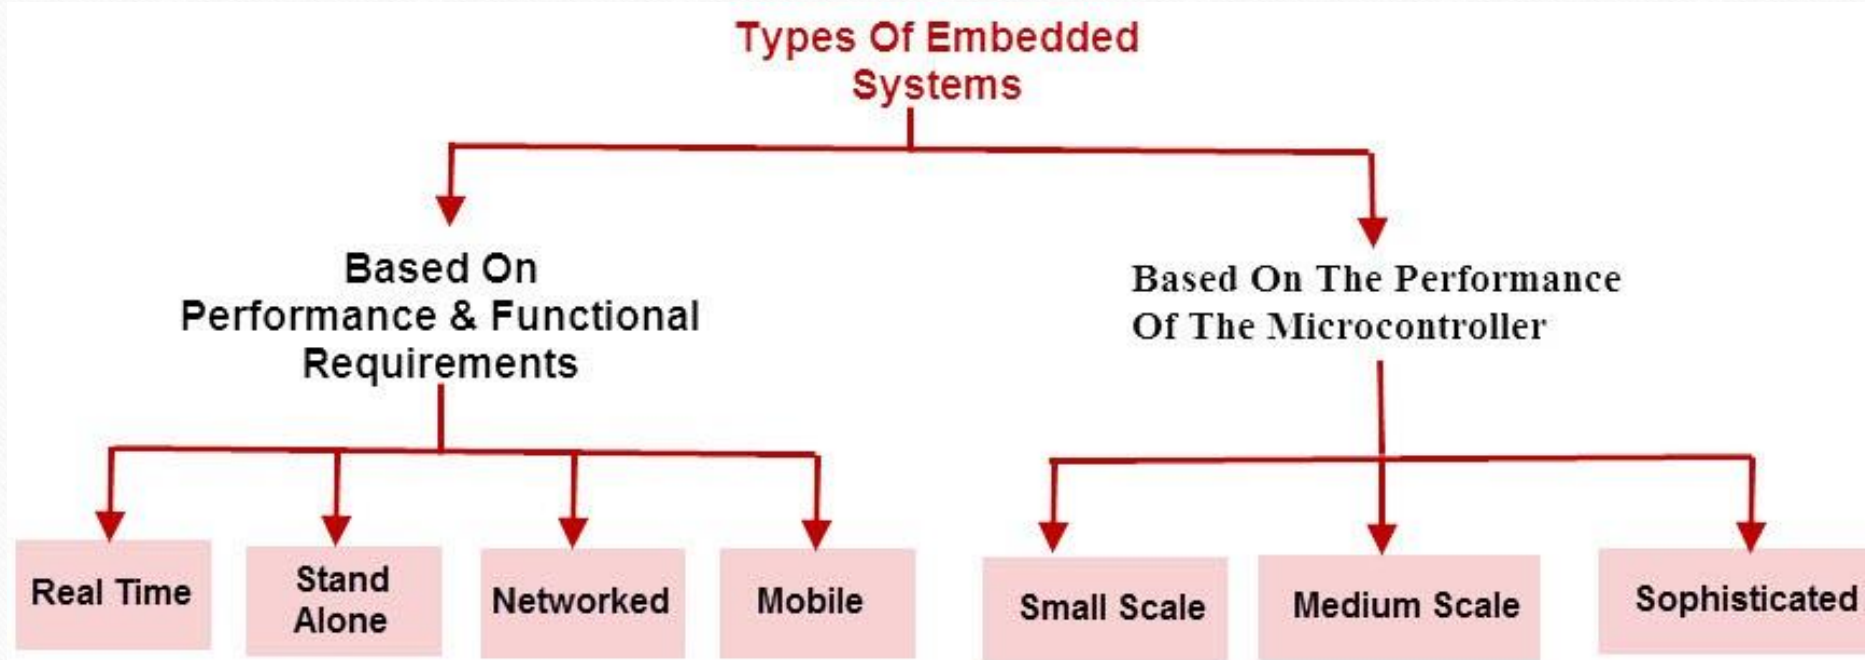 Types Of Embedded
Systems
Based On
Performance & Functional
Requirements
Based On The Performance
Of The Microcontroller
Real Time
Stand
Alone
Networked
Mobile
Small Scale
Medium Scale
Sophisticated